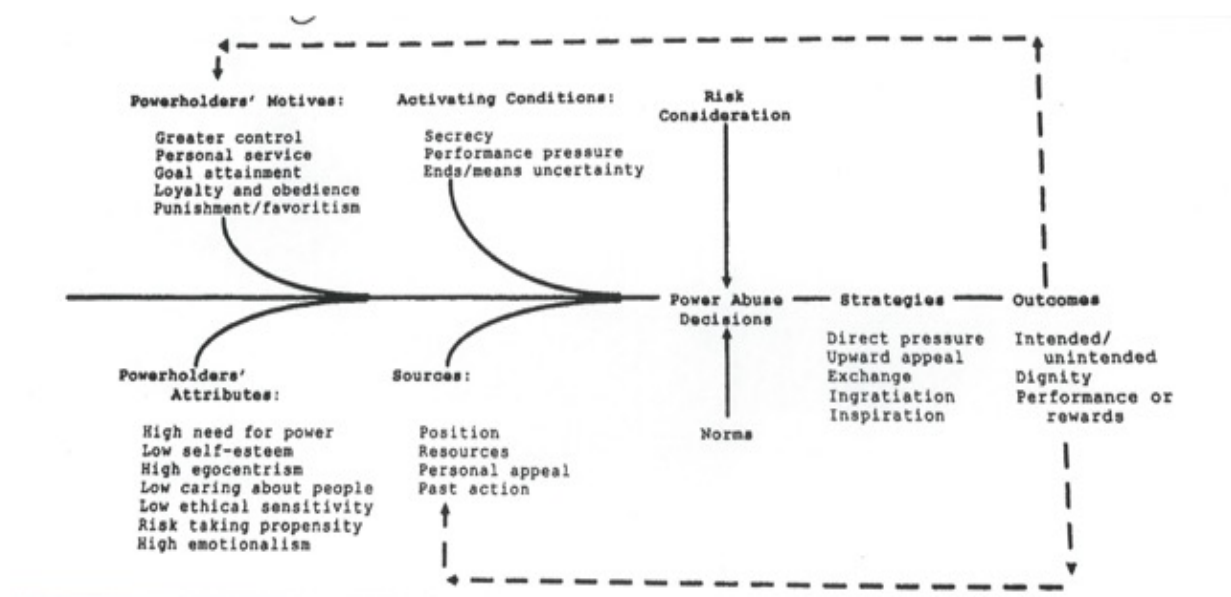 Powerholders' Motives:
Greater control
Personal service
Goal attainment
Loyalty and obedience
Punishment/favoritism
Activating Conditions:
Secrecy
Performance pressure
Ends/means uncertainty
Risk
Consideration
Power Abuse
Decisions
Strategies
Direct pressure
Upward appeal
Exchange
Ingratiation
Inspiration
Outcomes
Intended/
unintended
Dignity
Performance or
rewards
Powerholders'
Attributes:
High need for power
Low self-esteem
High egocentrism
Low caring about people
Low ethical sensitivity
Risk taking propensity
High emotionalism
Sources:
Position
Resources
Personal appeal
Past action
Norms